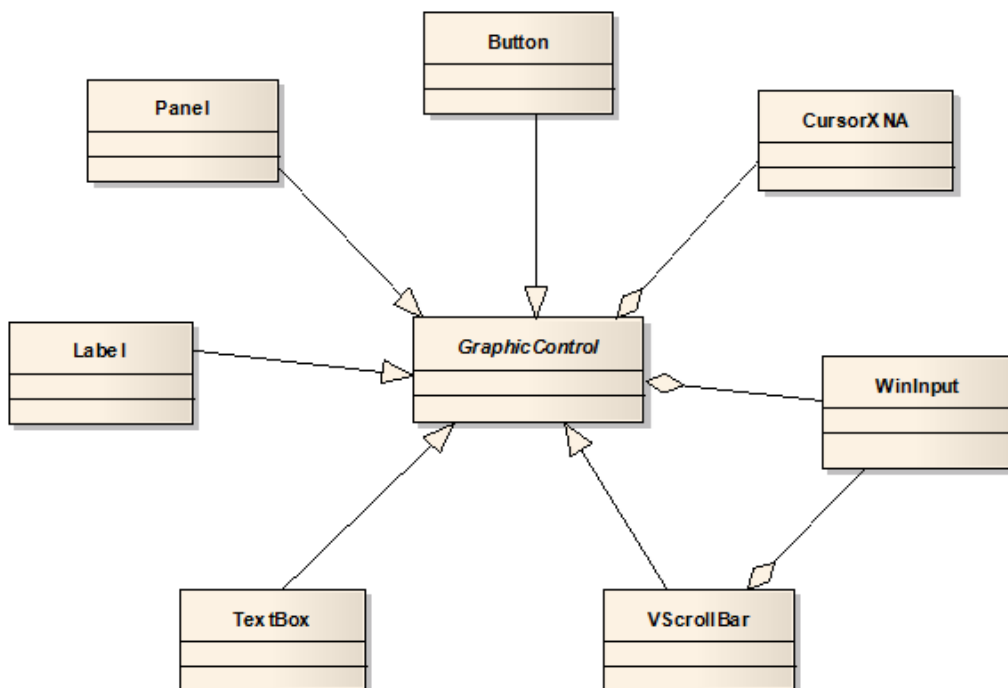 Button
Panel
CursorXNA
Label
GraphicControl
WinInput
TextBox
VScrollBar